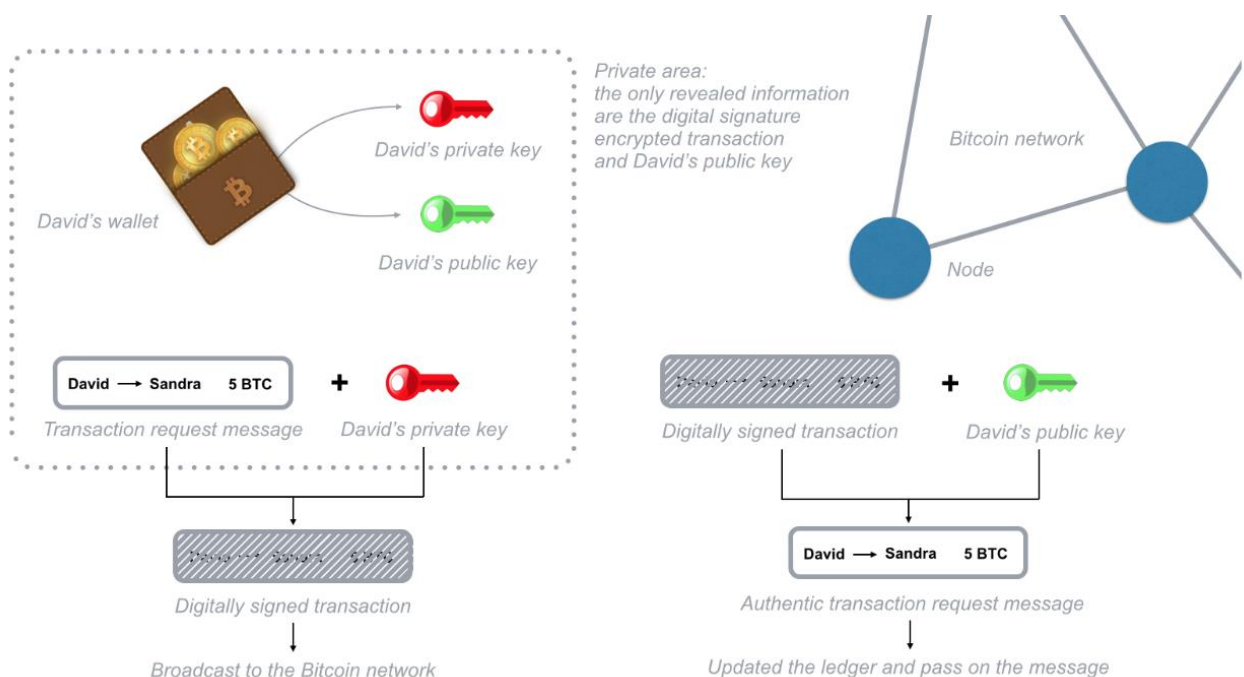 David's private key
David's public key
David's wallet
David → Sandra 5 BTC
+
Transaction request message
David's private key
Digitally signed transaction
Broadcast to the Bitcoin network
Private area:
the only revealed information
are the digital signature
encrypted transaction
and David's public key
Bitcoin network
Node
+
Digitally signed transaction
David's public key
David → Sandra 5 BTC
Authentic transaction request message
Updated the ledger and pass on the message